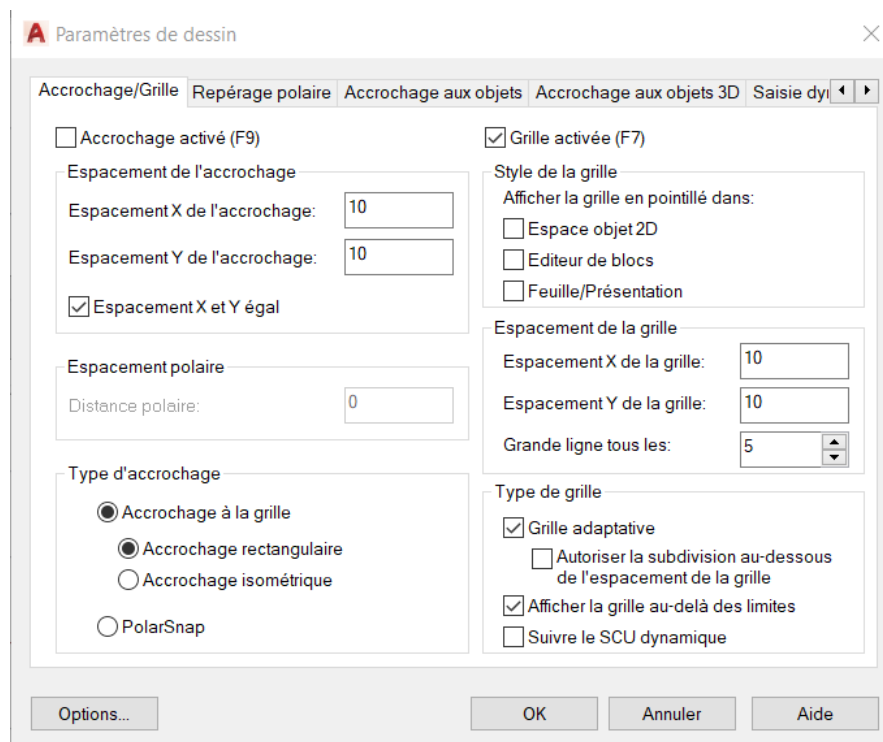 A Paramètres de dessin
Accrochage/Grille Repérage polaire Accrochage aux objets Accrochage aux objets 3D Saisie dyı
Accrochage activé (F9)
Espacement de l'accrochage
Espacement X de l'accrochage: 10
Espacement Y de l'accrochage: 10
Espacement X et Y égal
Espacement polaire
Distance polaire: 0
Type d'accrochage
Accrochage à la grille
Accrochage rectangulaire
Accrochage isométrique
PolarSnap
Grille activée (F7)
Style de la grille
Afficher la grille en pointillé dans:
Espace objet 2D
Editeur de blocs
Feuille/Présentation
Espacement de la grille
Espacement X de la grille: 10
Espacement Y de la grille: 10
Grande ligne tous les: 5
Type de grille
Grille adaptative
Autoriser la subdivision au-dessous
de l'espacement de la grille
Afficher la grille au-delà des limites
Suivre le SCU dynamique
Options... OK Annuler Aide